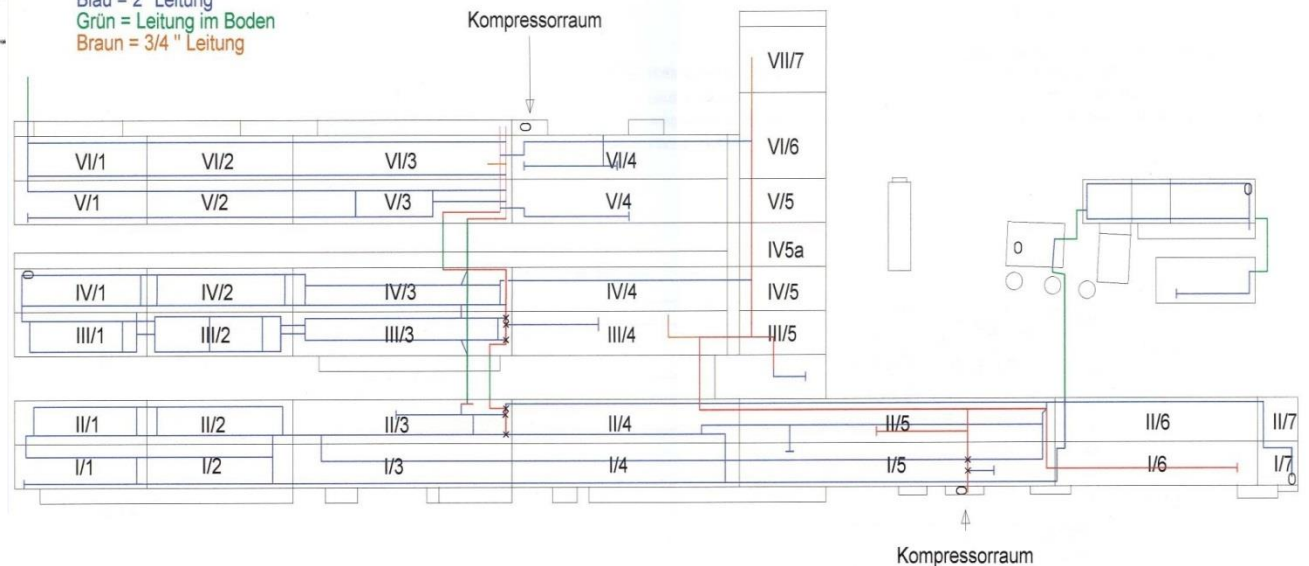 Blau = 2" Leitung
Grün = Leitung im Boden
Braun = 3/4 " Leitung
Kompressorraum
VII/7
VI/1 VI/2 VI/3 VI/4 VI/6
V/1 V/2 V/3 V/4 V/5
IV5a
IV/1 IV/2 IV/3 IV/4 IV/5
III/1 III/2 III/3 III/4 III/5
II/1 II/2 II/3 II/4 II/5 II/6 II/7
I/1 I/2 I/3 I/4 I/5 I/6 I/7
Kompressorraum